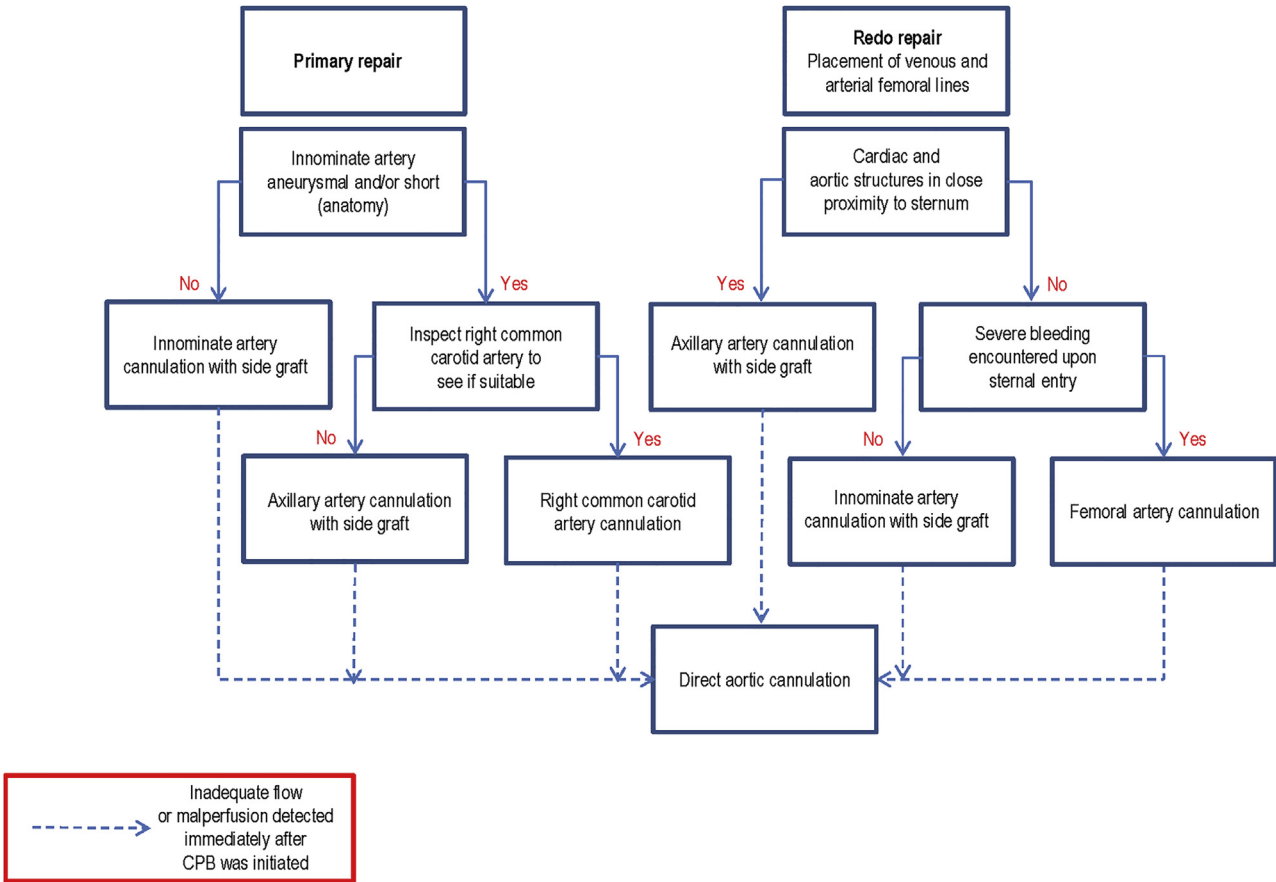 Primary repair
Redo repair
Placement of venous and
arterial femoral lines
Innominate artery
aneurysmal and/or short
(anatomy)
Cardiac and
aortic structures in close
proximity to sternum
No
Yes
Yes
No
Innominate artery
cannulation with side graft
Inspect right common
carotid artery to
see if suitable
Axillary artery cannulation
with side graft
Severe bleeding
encountered upon
sternal entry
No
Yes
No
Yes
Axillary artery cannulation
with side graft
Right common carotid
artery cannulation
Innominate artery
cannulation with side graft
Femoral artery cannulation
Direct aortic cannulation
Inadequate flow
or malperfusion detected
immediately after
CPB was initiated